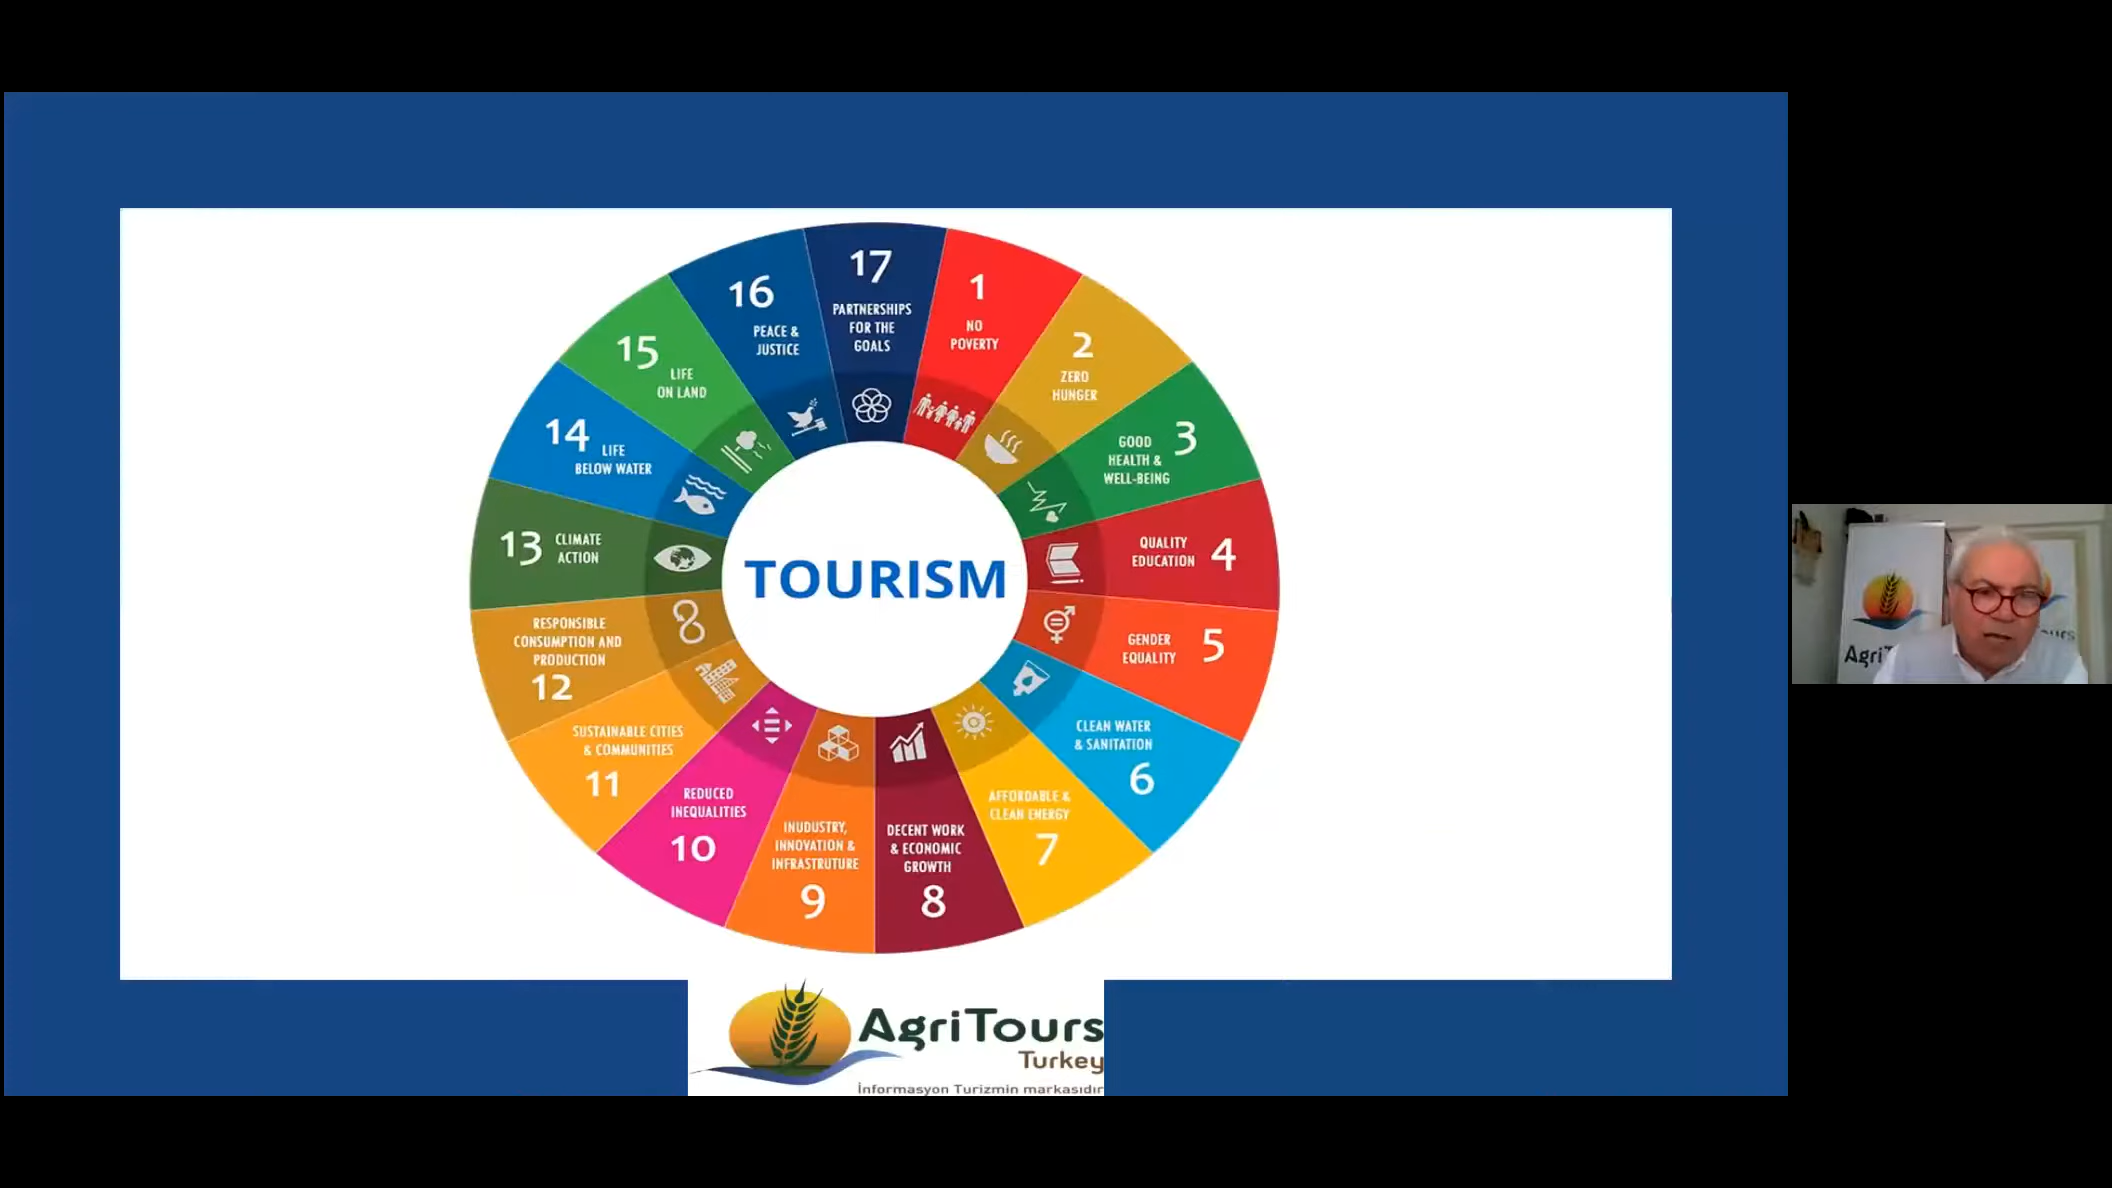 17
PARTNERSHIPS
FOR THE
GOALS
1
NO
POVERTY
2
ZERO
HUNGER
3
GOOD
HEALTH &
WELL-BEING
4
QUALITY
EDUCATION
5
GENDER
EQUALITY
CLEAN WATER
& SANITATION
6
AFFORDABLE &
CLEAN ENERGY
7
DECENT WORK
& ECONOMIC
GROWTH
8
INUDUSTRY,
INNOVATION &
INFRASTRUTURE
9
REDUCED
INEQUALITIES
10
SUSTAINABLE CITIES
& COMMUNITIES
11
RESPONSIBLE
CONSUMPTION AND
PRODUCTION
12
13
CLIMATE
ACTION
14
LIFE
BELOW WATER
15
LIFE
ON LAND
16
PEACE &
JUSTICE
TOURISM
AgriTours
Turkey
İnformasyon Turizmin markasıdır